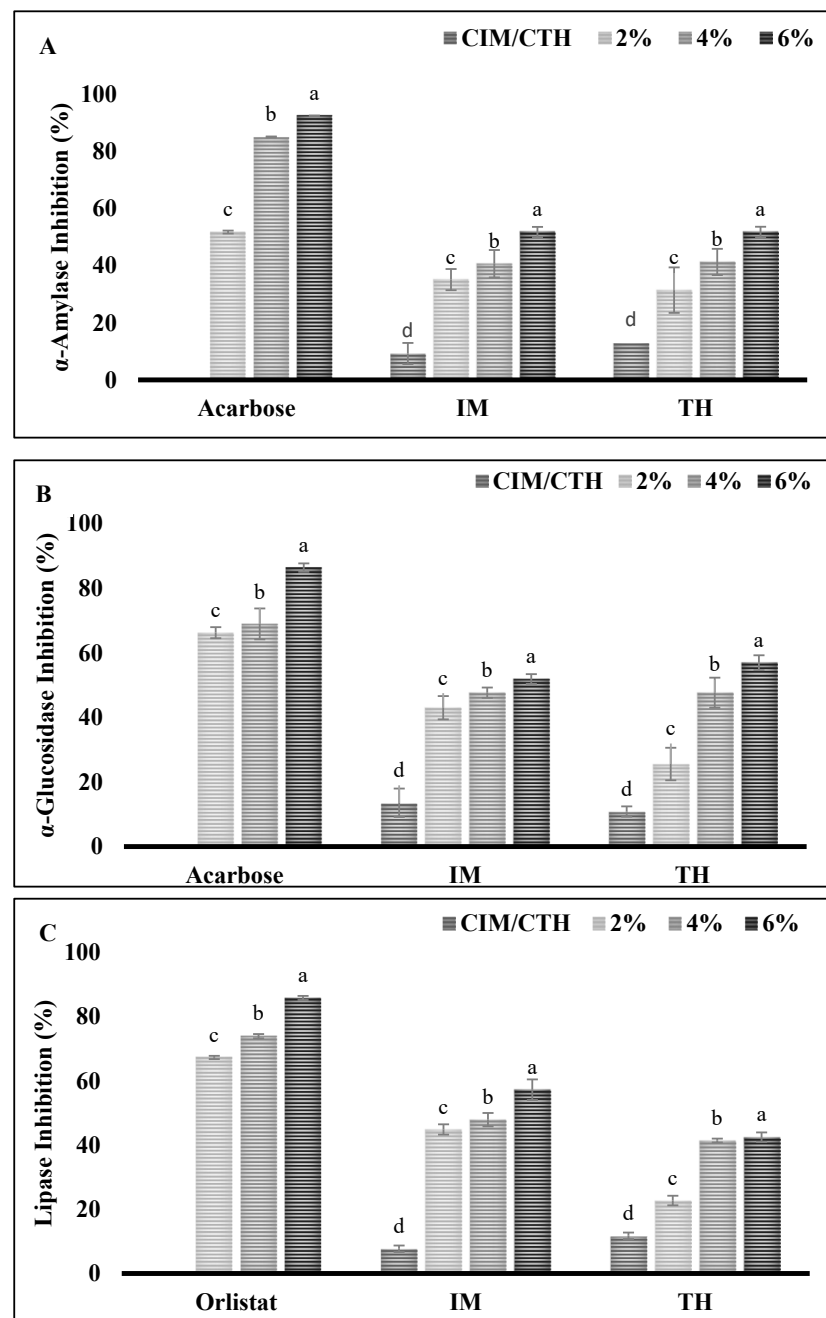 A
CIM/CTH 2% 4% 6%
α-Amylase Inhibition (%)
100
80
60
40
20
0
c b a
d c b a
d c b a
Acarbose IM TH
B
CIM/CTH 2% 4% 6%
α-Glucosidase Inhibition (%)
100
80
60
40
20
0
c b a
d c b a
d c b a
Acarbose IM TH
C
CIM/CTH 2% 4% 6%
Lipase Inhibition (%)
100
80
60
40
20
0
c b a
d c b a
d c b a
Orlistat IM TH